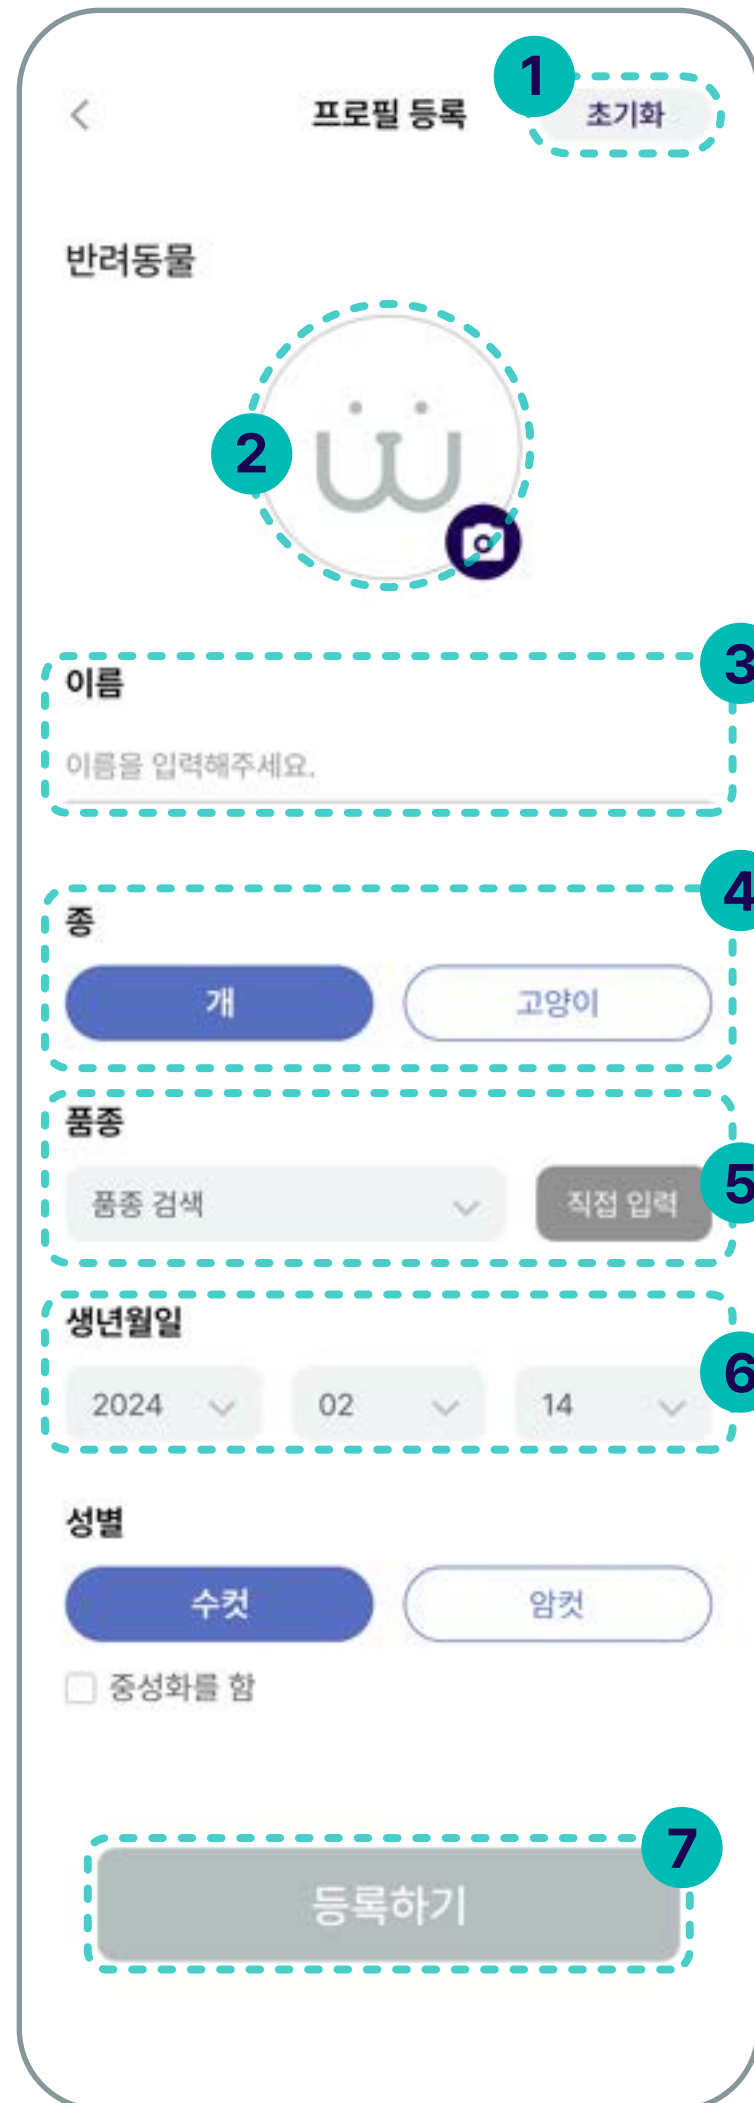 1
프로필 등록 초기화
반려동물
2
3
이름
이름을 입력해주세요.
4
종
개 고양이
품종
품종 검색 직접 입력 5
생년월일
2024 02 14 6
성별
수컷 암컷
중성화를 함
7
등록하기